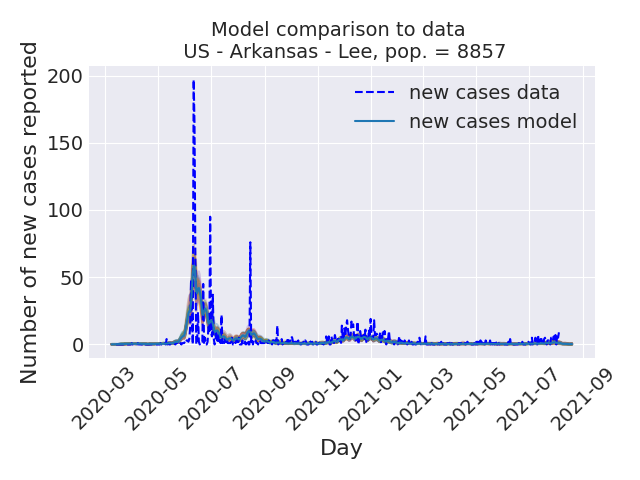 Model comparison to data
US - Arkansas - Lee, pop. = 8857
Number of new cases reported
200
150
100
50
0
new cases data
new cases model
2020-03
2020-05
2020-07
2020-09
2020-11
2021-01
2021-03
2021-05
2021-07
2021-09
Day